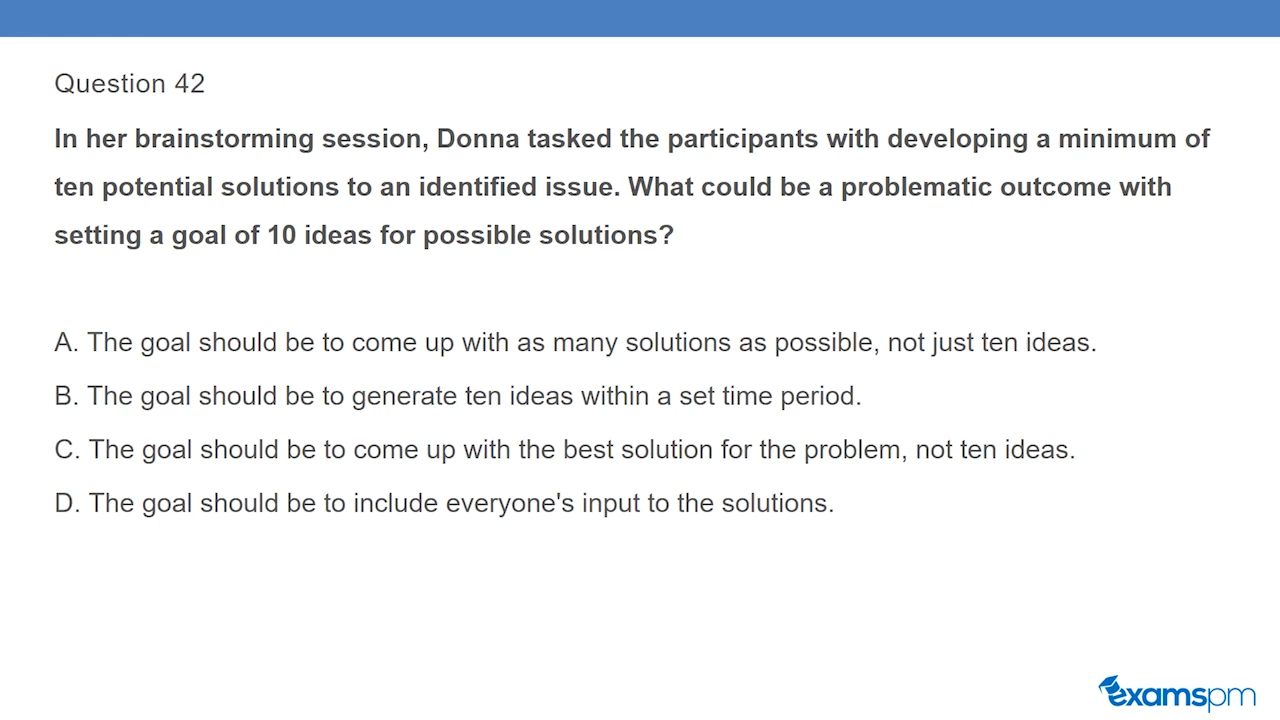 Question 42
In her brainstorming session, Donna tasked the participants with developing a minimum of
ten potential solutions to an identified issue. What could be a problematic outcome with
setting a goal of 10 ideas for possible solutions?
A. The goal should be to come up with as many solutions as possible, not just ten ideas.
B. The goal should be to generate ten ideas within a set time period.
C. The goal should be to come up with the best solution for the problem, not ten ideas.
D. The goal should be to include everyone's input to the solutions.
examspm